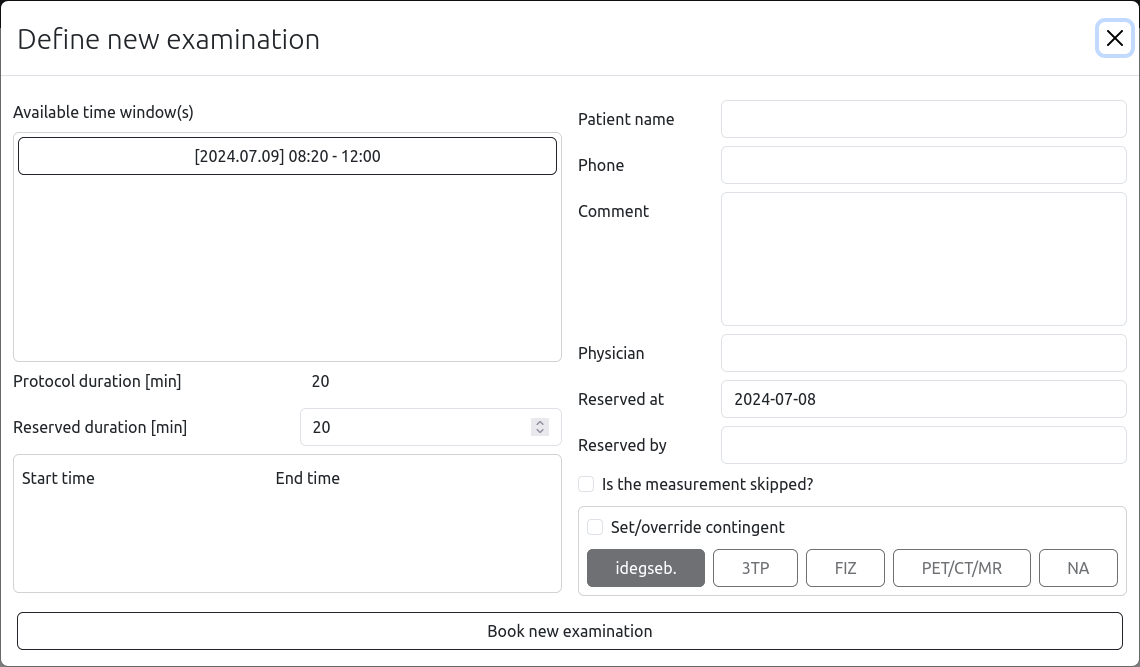 Define new examination
Available time window(s)
[2024.07.09] 08:20 - 12:00
Protocol duration [min] 20
Reserved duration [min] 20
Start time End time
Patient name
Phone
Comment
Physician
Reserved at 2024-07-08
Reserved by
Is the measurement skipped?
Set/override contingent
idegseb. 3TP FIZ PET/CT/MR NA
Book new examination